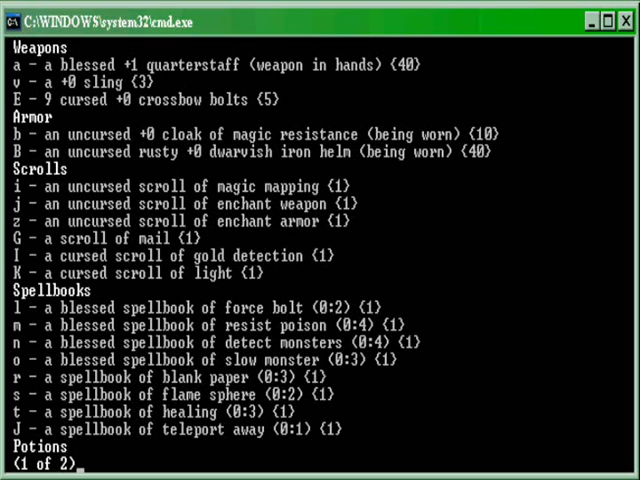 C:\WINDOWS\system32\cmd.exe
Weapons
a - a blessed +1 quarterstaff (weapon in hands) {40}
v - a +0 sling {3}
E - 9 cursed +0 crossbow bolts {5}
Armor
b - an uncursed +0 cloak of magic resistance (being worn) {10}
B - an uncursed rusty +0 dwarvish iron helm (being worn) {40}
Scrolls
i - an uncursed scroll of magic mapping {1}
j - an uncursed scroll of enchant weapon {1}
z - an uncursed scroll of enchant armor {1}
G - a scroll of mail {1}
I - a cursed scroll of gold detection {1}
K - a cursed scroll of light {1}
Spellbooks
l - a blessed spellbook of force bolt (0:2) {1}
m - a blessed spellbook of resist poison (0:4) {1}
n - a blessed spellbook of detect monsters (0:4) {1}
o - a blessed spellbook of slow monster (0:3) {1}
r - a spellbook of blank paper (0:3) {1}
s - a spellbook of flame sphere (0:2) {1}
t - a spellbook of healing (0:3) {1}
J - a spellbook of teleport away (0:1) {1}
Potions
(1 of 2)